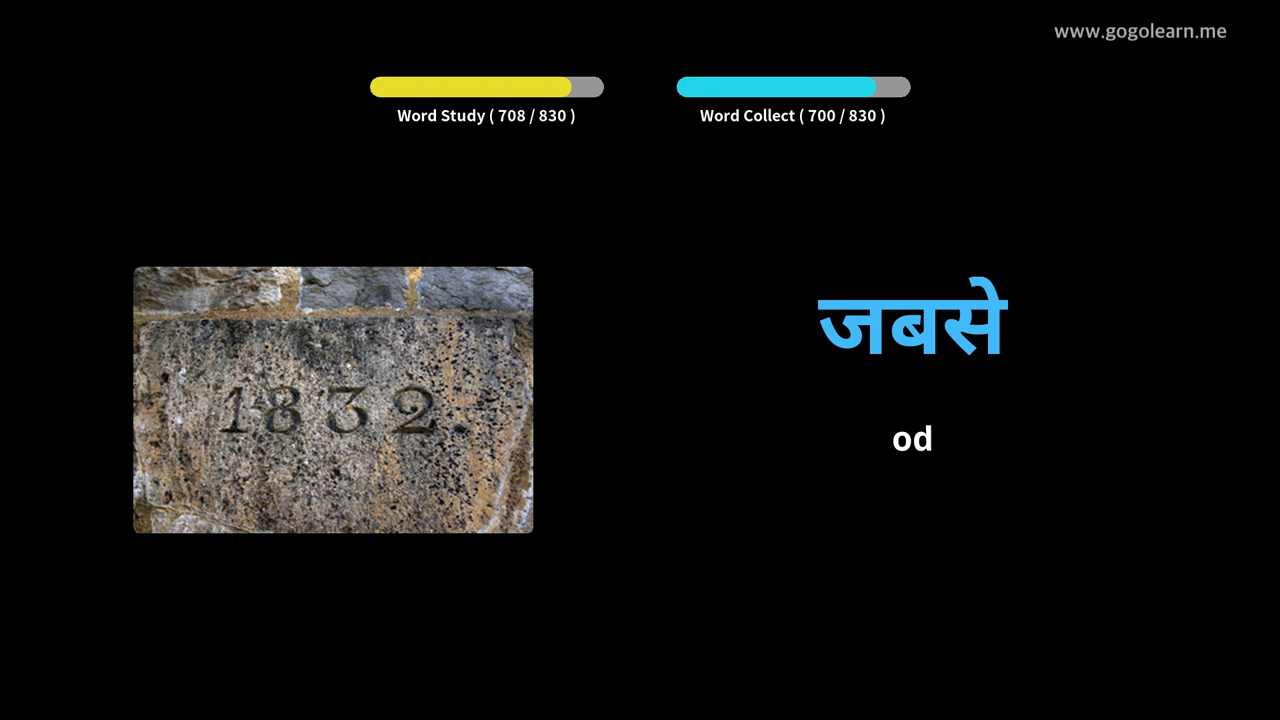 www.gogolearn.me
Word Study ( 708 / 830 )
Word Collect ( 700 / 830 )
जबसे
1832.
od